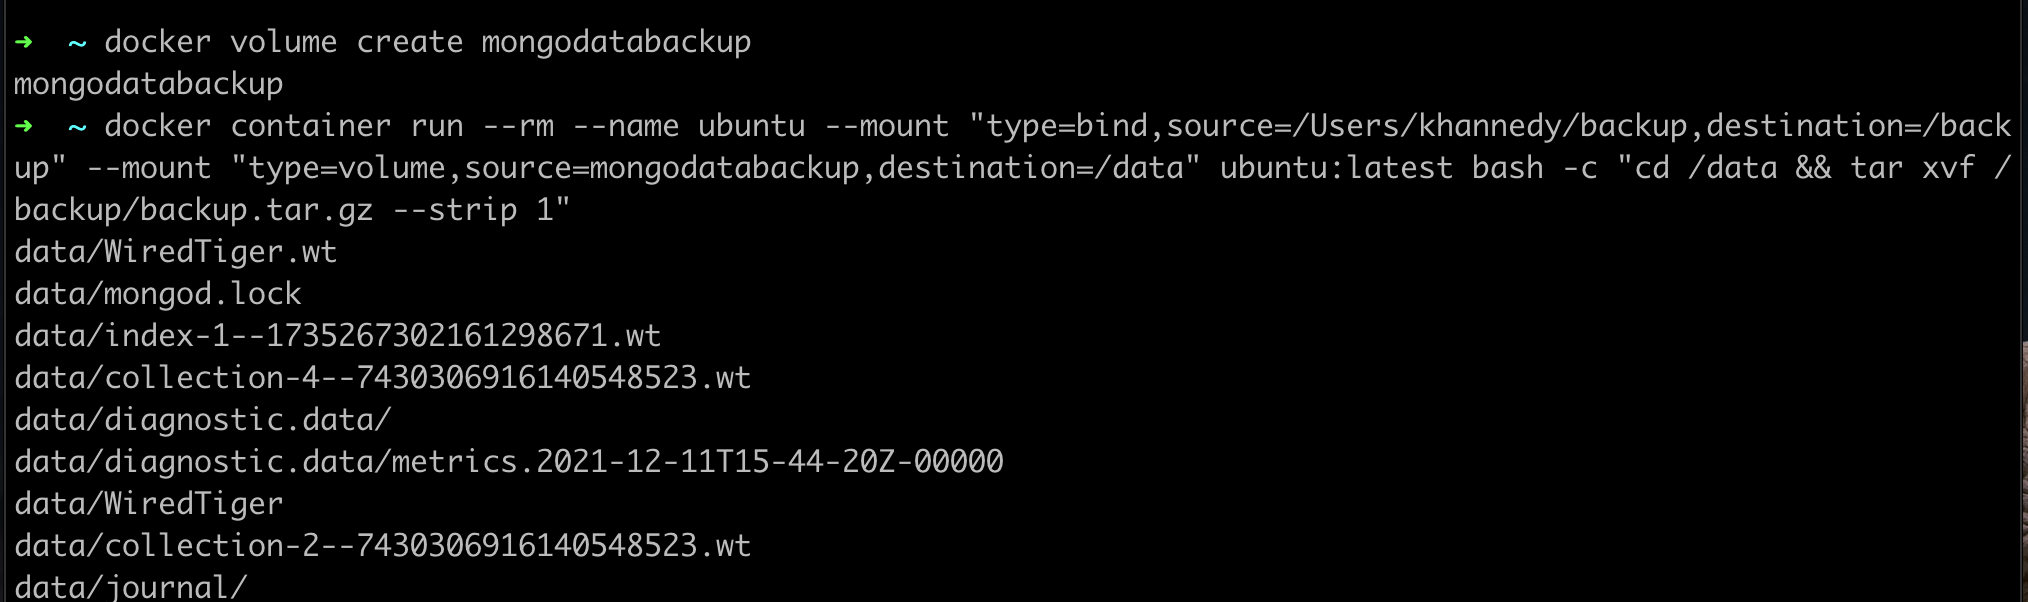 ➜  ~ docker volume create mongodatabackup
mongodatabackup
➜  ~ docker container run --rm --name ubuntu --mount "type=bind,source=/Users/khannedy/backup,destination=/back
up" --mount "type=volume,source=mongodatabackup,destination=/data" ubuntu:latest bash -c "cd /data && tar xvf /
backup/backup.tar.gz --strip 1"
data/WiredTiger.wt
data/mongod.lock
data/index-1--1735267302161298671.wt
data/collection-4--7430306916140548523.wt
data/diagnostic.data/
data/diagnostic.data/metrics.2021-12-11T15-44-20Z-00000
data/WiredTiger
data/collection-2--7430306916140548523.wt
data/journal/